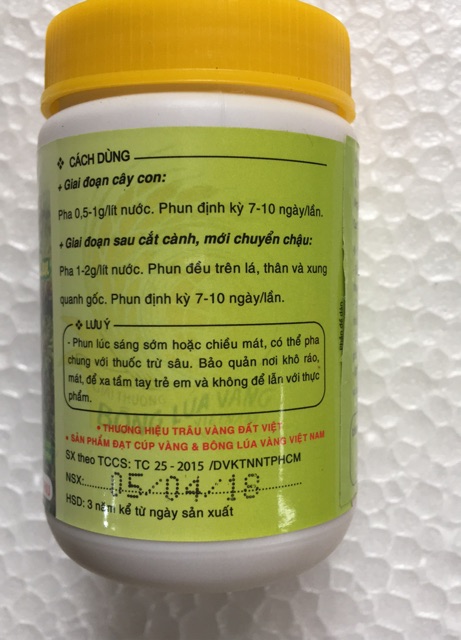 ❖ CÁCH DÙNG
+ Giai đoạn cây con:
Pha 0,5-1g/lít nước. Phun định kỳ 7-10 ngày/lần.
+ Giai đoạn sau cắt cành, mới chuyển chậu:
Pha 1-2g/lít nước. Phun đều trên lá, thân và xung
quanh gốc. Phun định kỳ 7-10 ngày/lần.
❖ LƯU Ý
- Phun lúc sáng sớm hoặc chiều mát, có thể pha
chung với thuốc trừ sâu. Bảo quản nơi khô ráo,
mát, để xa tầm tay trẻ em và không để lẫn với thực
phẩm.
BÔNG LÚA VÀNG
• THƯƠNG HIỆU TRÂU VÀNG ĐẤT VIỆT
• SẢN PHẨM ĐẠT CÚP VÀNG & BÔNG LÚA VÀNG VIỆT NAM
SX theo TCCS: TC 25 - 2015 /DVKTNNTPHCM
NSX: 05/04/18
HSD: 3 năm kể từ ngày sản xuất